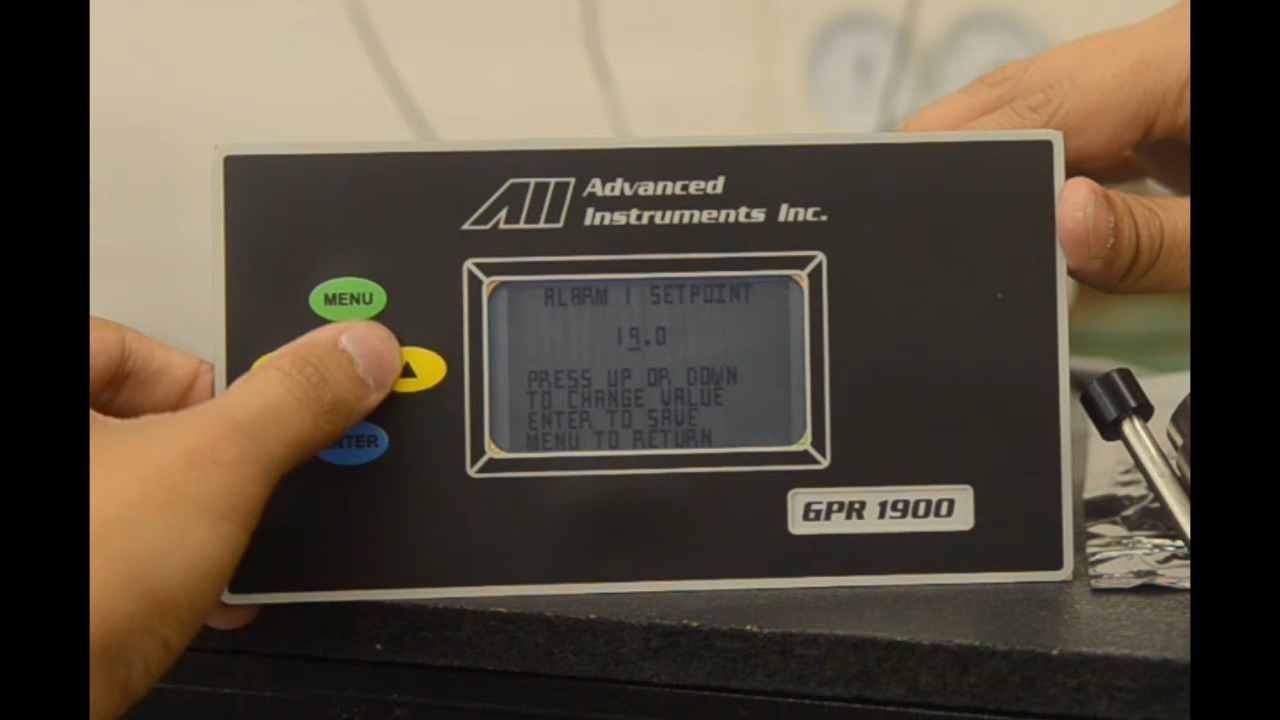 Advanced
Instruments Inc.
MENU
ALARM 1 SETPOINT
19.0
PRESS UP OR DOWN
TO CHANGE VALUE
ENTER TO SAVE
MENU TO RETURN
NTER
GPR 1900